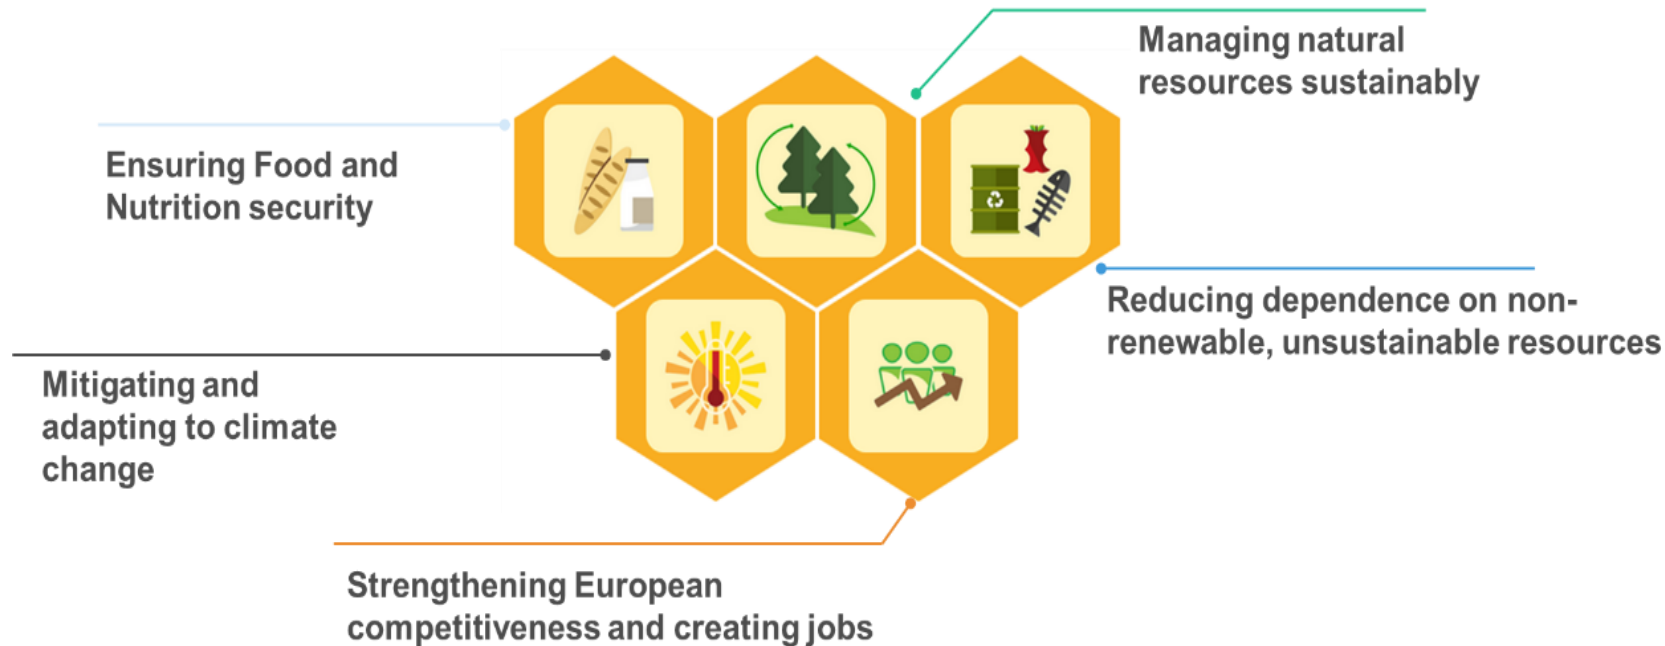 Managing natural
resources sustainably
Ensuring Food and
Nutrition security
Reducing dependence on non-
renewable, unsustainable resources
Mitigating and
adapting to climate
change
Strengthening European
competitiveness and creating jobs